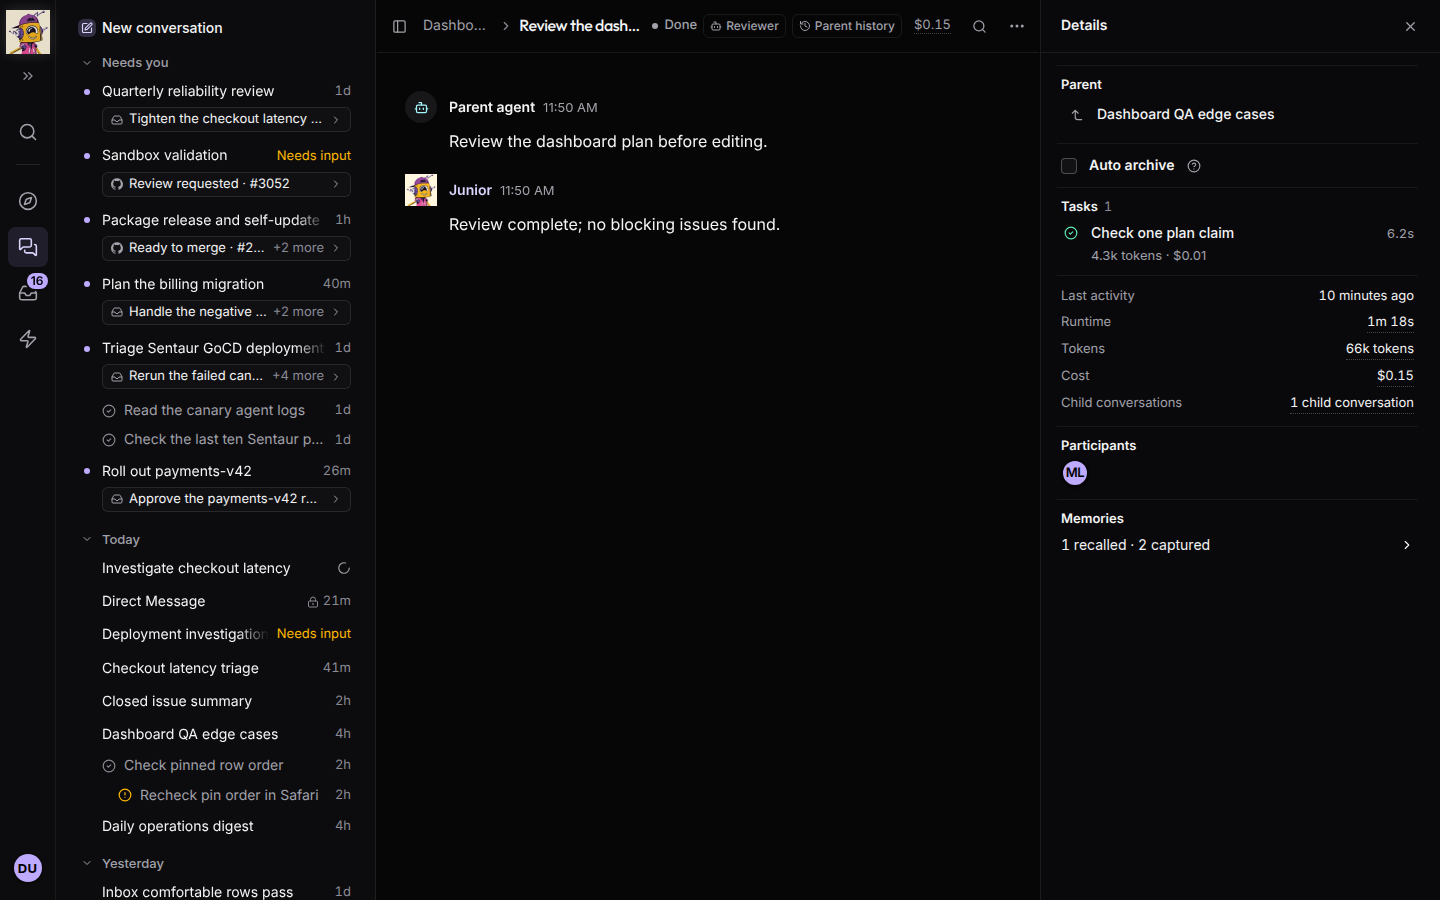 New conversation
Needs you
Quarterly reliability review 1d
Tighten the checkout latency ...
Sandbox validation Needs input
Review requested · #3052
Package release and self-update 1h
Ready to merge · #2... +2 more
Plan the billing migration 40m
Handle the negative ... +2 more
Triage Sentaur GoCD deployment 1d
Rerun the failed can... +4 more
Read the canary agent logs 1d
Check the last ten Sentaur p... 1d
Roll out payments-v42 26m
Approve the payments-v42 r...
Today
Investigate checkout latency
Direct Message 21m
Deployment investigation Needs input
Checkout latency triage 41m
Closed issue summary 2h
Dashboard QA edge cases 4h
Check pinned row order 2h
Recheck pin order in Safari 2h
Daily operations digest 4h
Yesterday
Inbox comfortable rows pass 1d
16
DU
Dashbo... Review the dash... Done Reviewer Parent history $0.15
Parent agent 11:50 AM
Review the dashboard plan before editing.
Junior 11:50 AM
Review complete; no blocking issues found.
Details
Parent
Dashboard QA edge cases
Auto archive
Tasks 1
Check one plan claim 6.2s
4.3k tokens · $0.01
Last activity 10 minutes ago
Runtime 1m 18s
Tokens 66k tokens
Cost $0.15
Child conversations 1 child conversation
Participants
ML
Memories
1 recalled · 2 captured